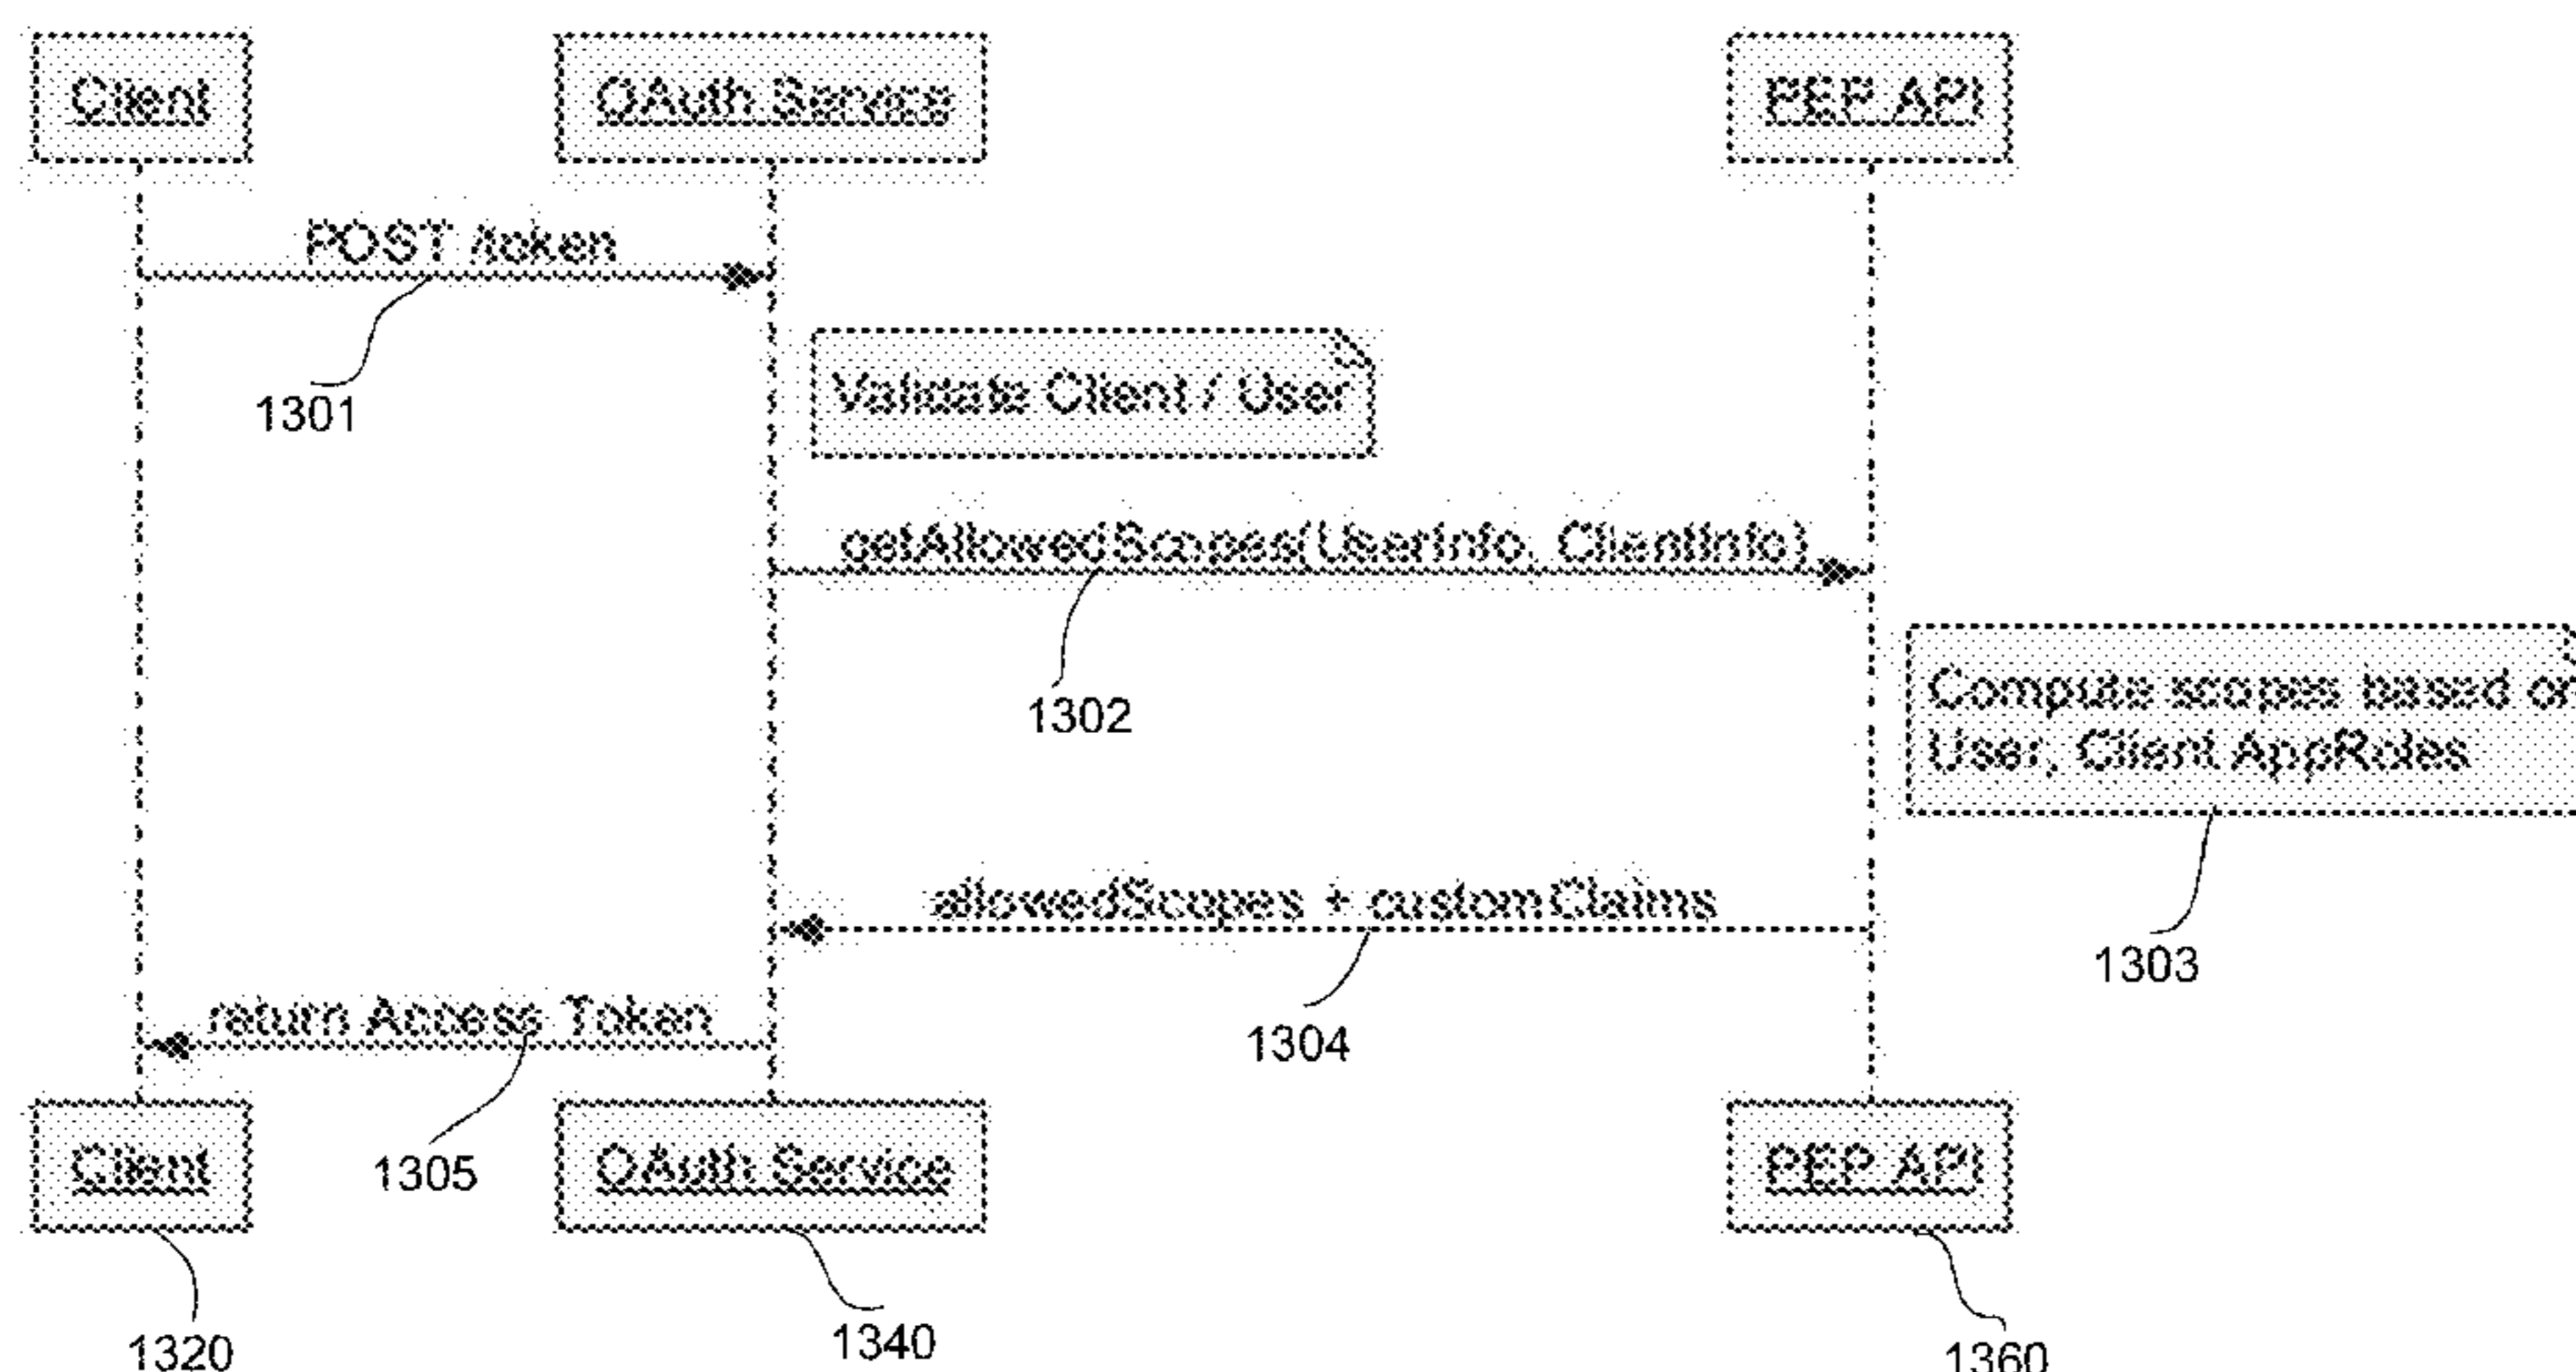 Client
OAuth Service
PEP API
POST /token
1301
Validate Client / User
getAllowedScopes(UserInfo, ClientInfo)
1302
Compute scopes based on
User, Client AppRoles
1303
allowedScopes + customClaims
1304
return Access Token
1305
Client
OAuth Service
PEP API
1320
1340
1360